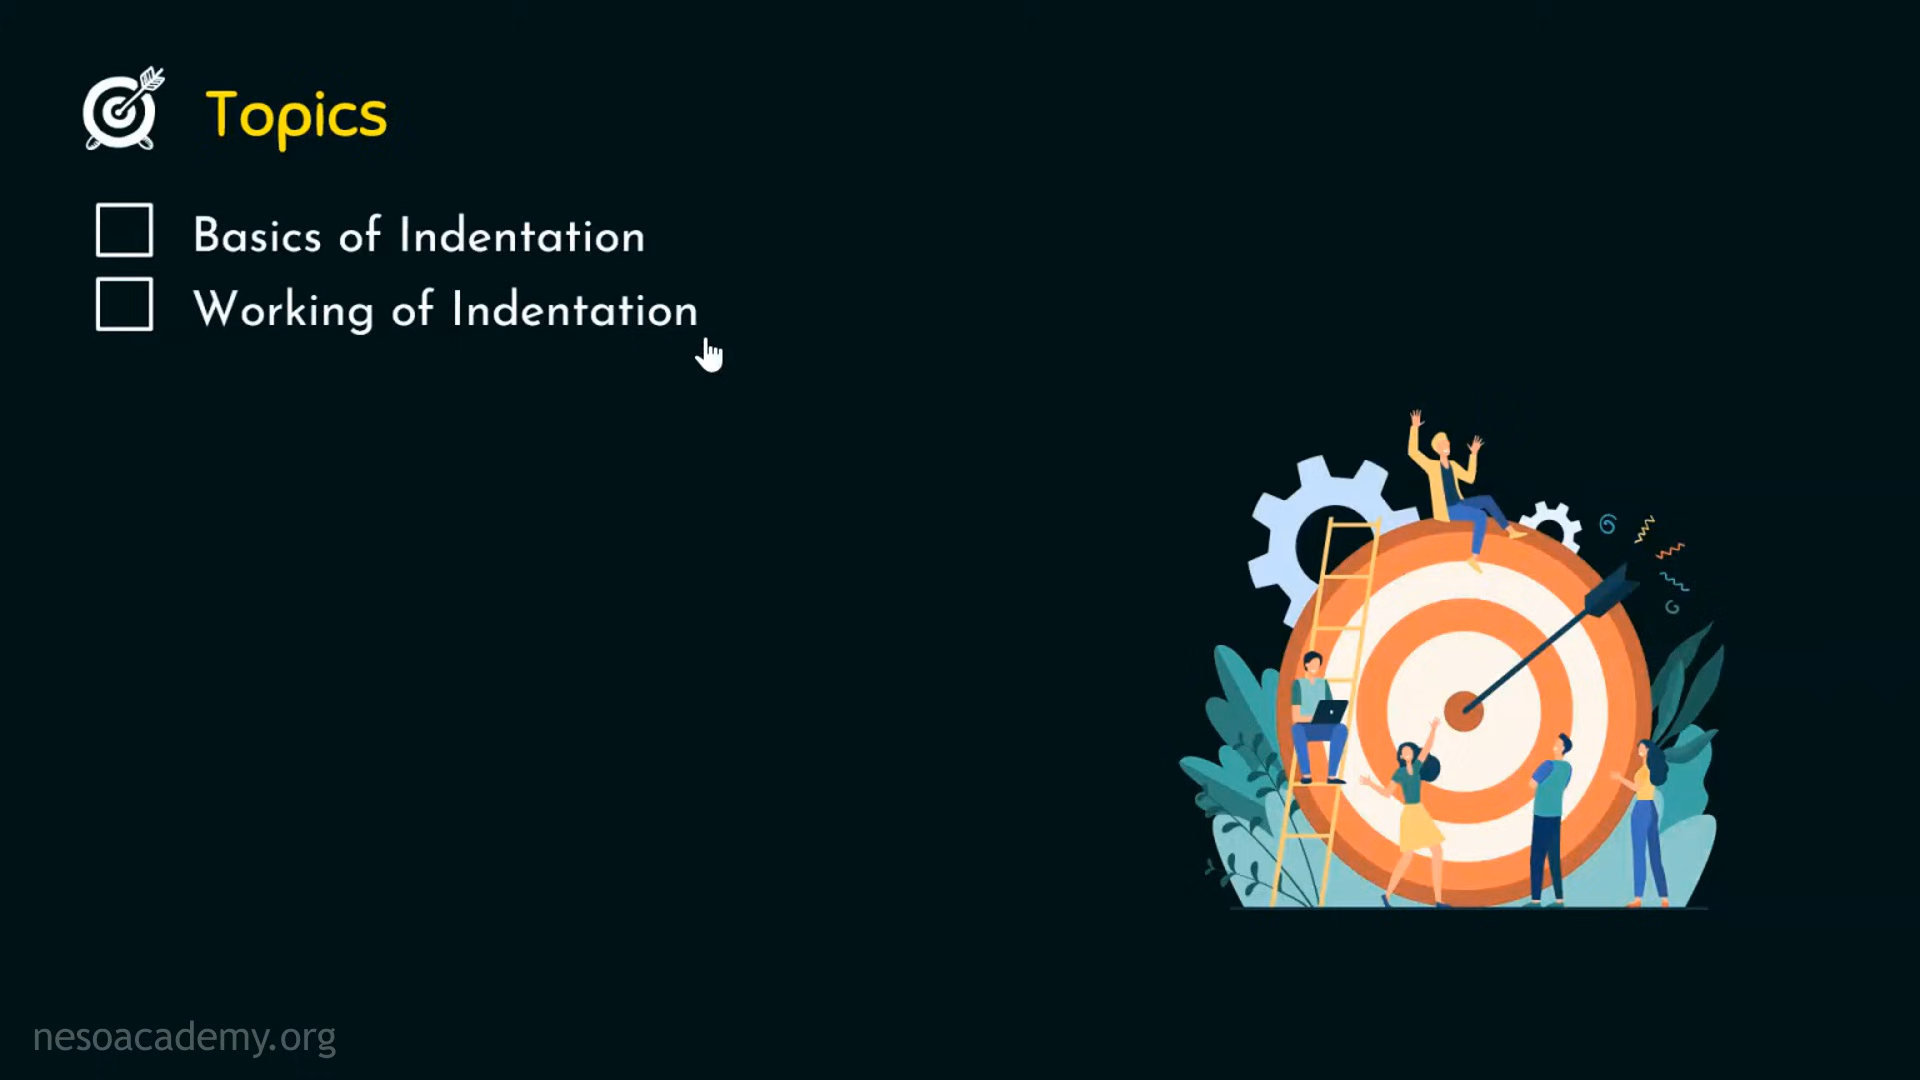 Topics
Basics of Indentation
Working of Indentation
nesoacademy.org